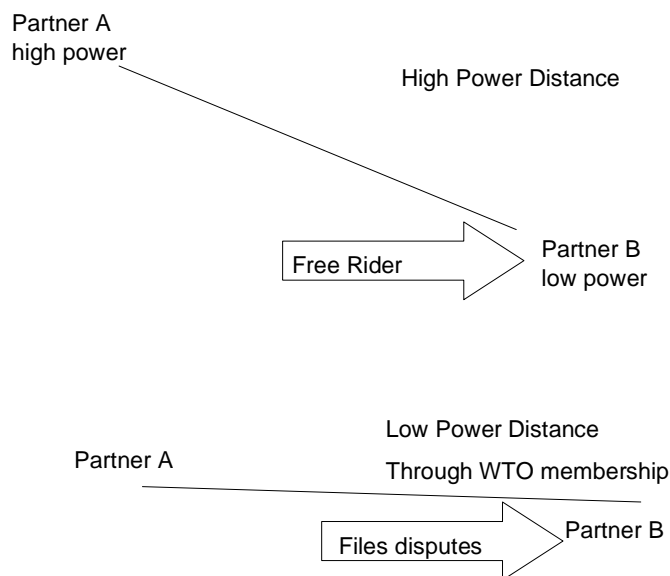 Partner A
high power
High Power Distance
Free Rider
Partner B
low power
Low Power Distance
Partner A
Through WTO membership
Files disputes
Partner B